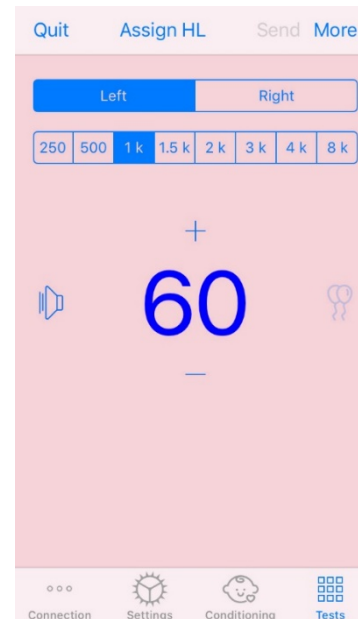 Quit Assign HL Send More
Left Right
250 500 1 k 1.5 k 2 k 3 k 4 k 8 k
+
60
−
Connection Settings Conditioning Tests